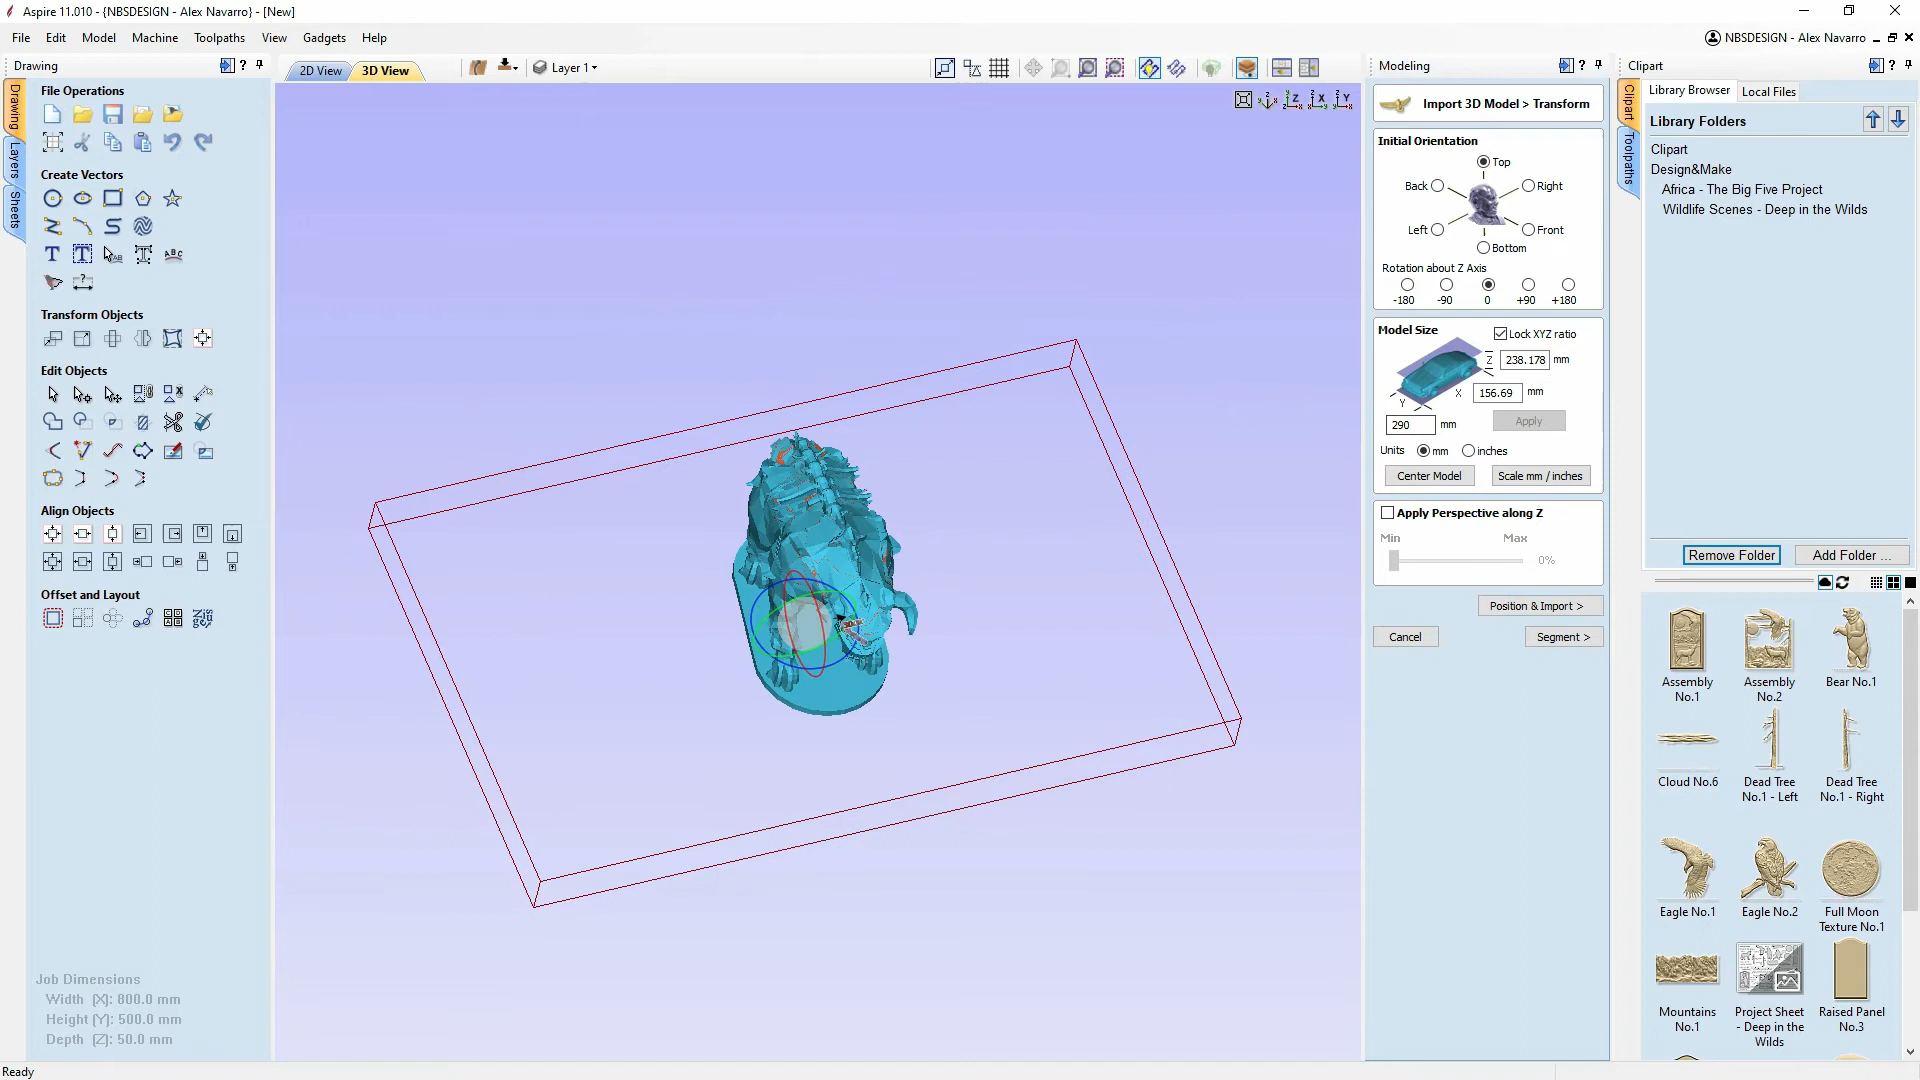 Aspire 11.010 - {NBSDESIGN - Alex Navarro} - [New]
File Edit Model Machine Toolpaths View Gadgets Help
NBSDESIGN - Alex Navarro
Drawing
2D View 3D View
Layer 1
Modeling
Clipart
Drawing
Layers
Sheets
File Operations
Create Vectors
Transform Objects
Edit Objects
Align Objects
Offset and Layout
Job Dimensions
Width (X): 800.0 mm
Height (Y): 500.0 mm
Depth (Z): 50.0 mm
Ready
Import 3D Model > Transform
Initial Orientation
Top
Back
Right
Left
Front
Bottom
Rotation about Z Axis
-180 -90 0 +90 +180
Model Size
Lock XYZ ratio
Z 238.178 mm
X 156.69 mm
Y
290 mm
Apply
Units mm inches
Center Model
Scale mm / inches
Apply Perspective along Z
Min Max
0%
Position & Import >
Cancel
Segment >
Clipart
Toolpaths
Library Browser
Local Files
Library Folders
Clipart
Design&Make
Africa - The Big Five Project
Wildlife Scenes - Deep in the Wilds
Remove Folder
Add Folder ...
Assembly No.1
Assembly No.2
Bear No.1
Cloud No.6
Dead Tree No.1 - Left
Dead Tree No.1 - Right
Eagle No.1
Eagle No.2
Full Moon Texture No.1
Mountains No.1
Project Sheet - Deep in the Wilds
Raised Panel No.3